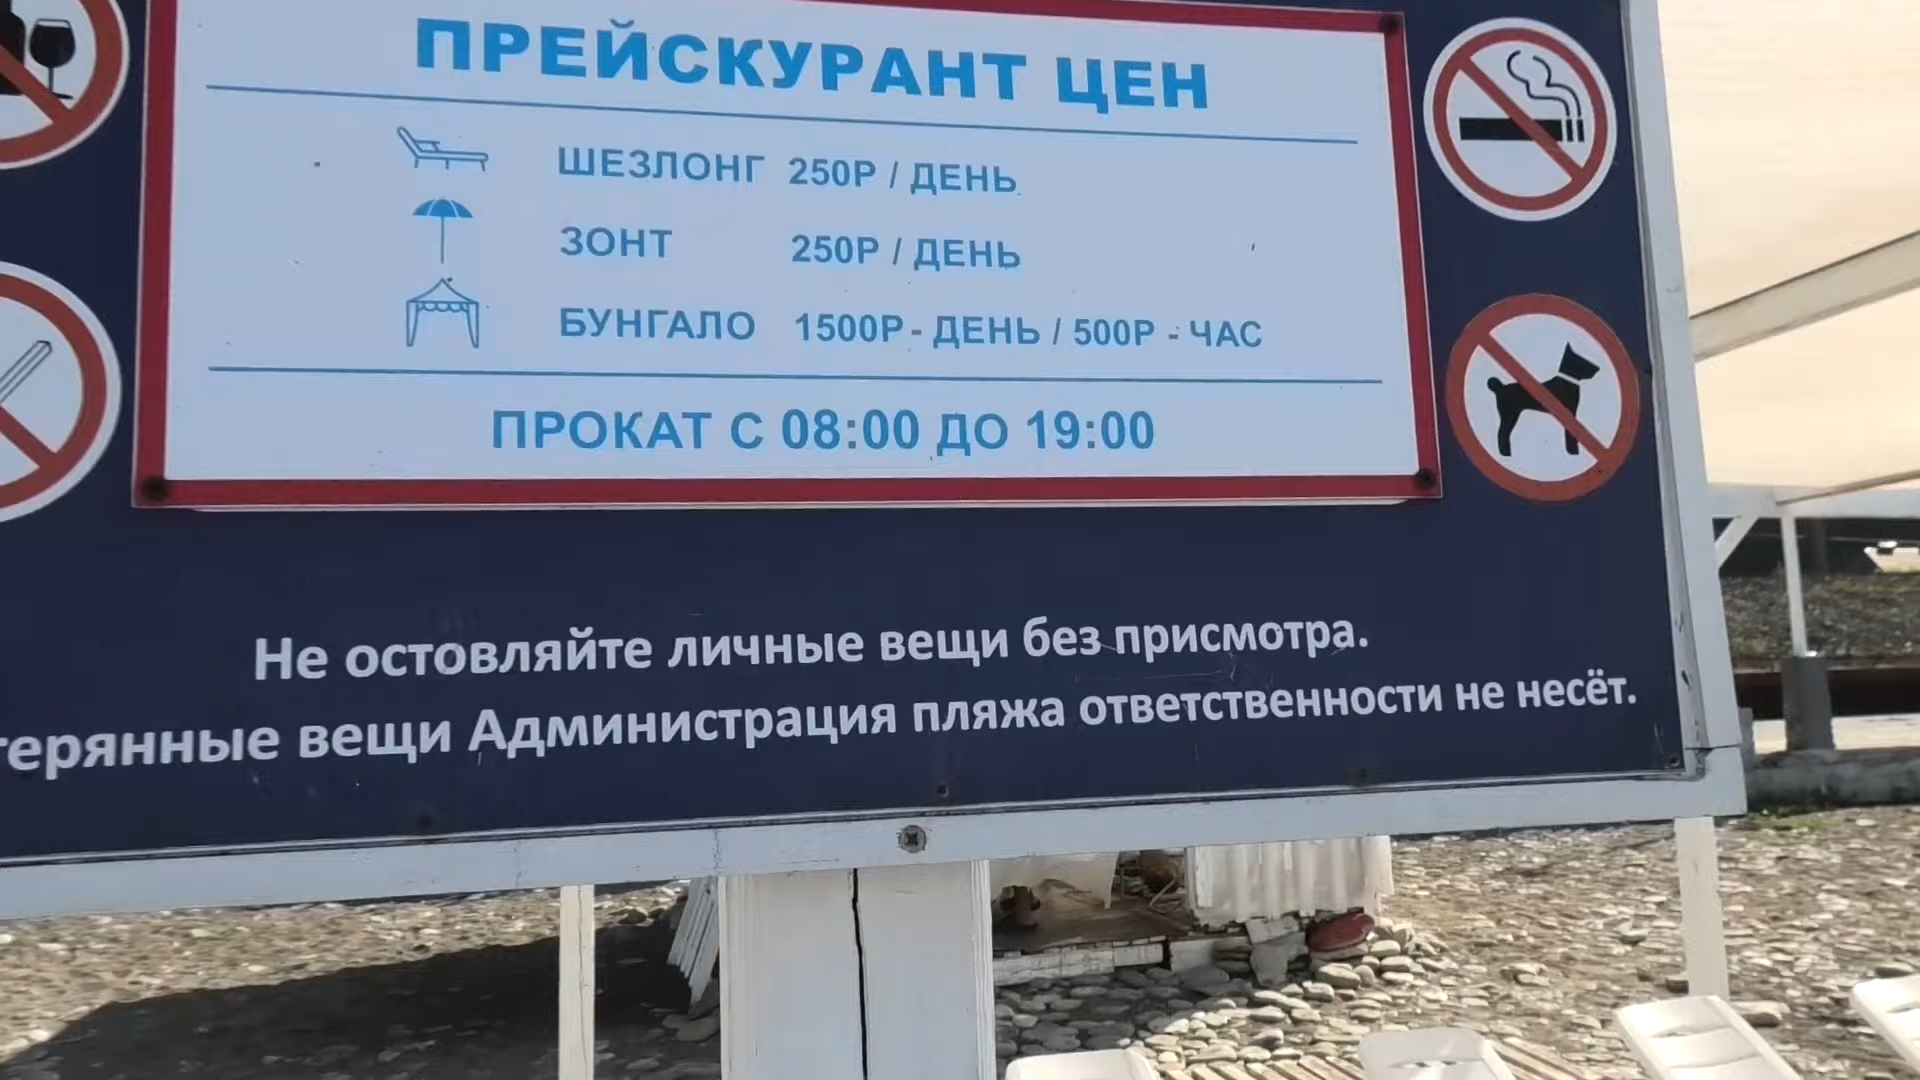 ПРЕЙСКУРАНТ ЦЕН
ШЕЗЛОНГ 250Р / ДЕНЬ
ЗОНТ 250Р / ДЕНЬ
БУНГАЛО 1500Р - ДЕНЬ / 500Р - ЧАС
ПРОКАТ С 08:00 ДО 19:00
Не остовляйте личные вещи без присмотра.
вещи Администрация пляжа ответственности не несёт.